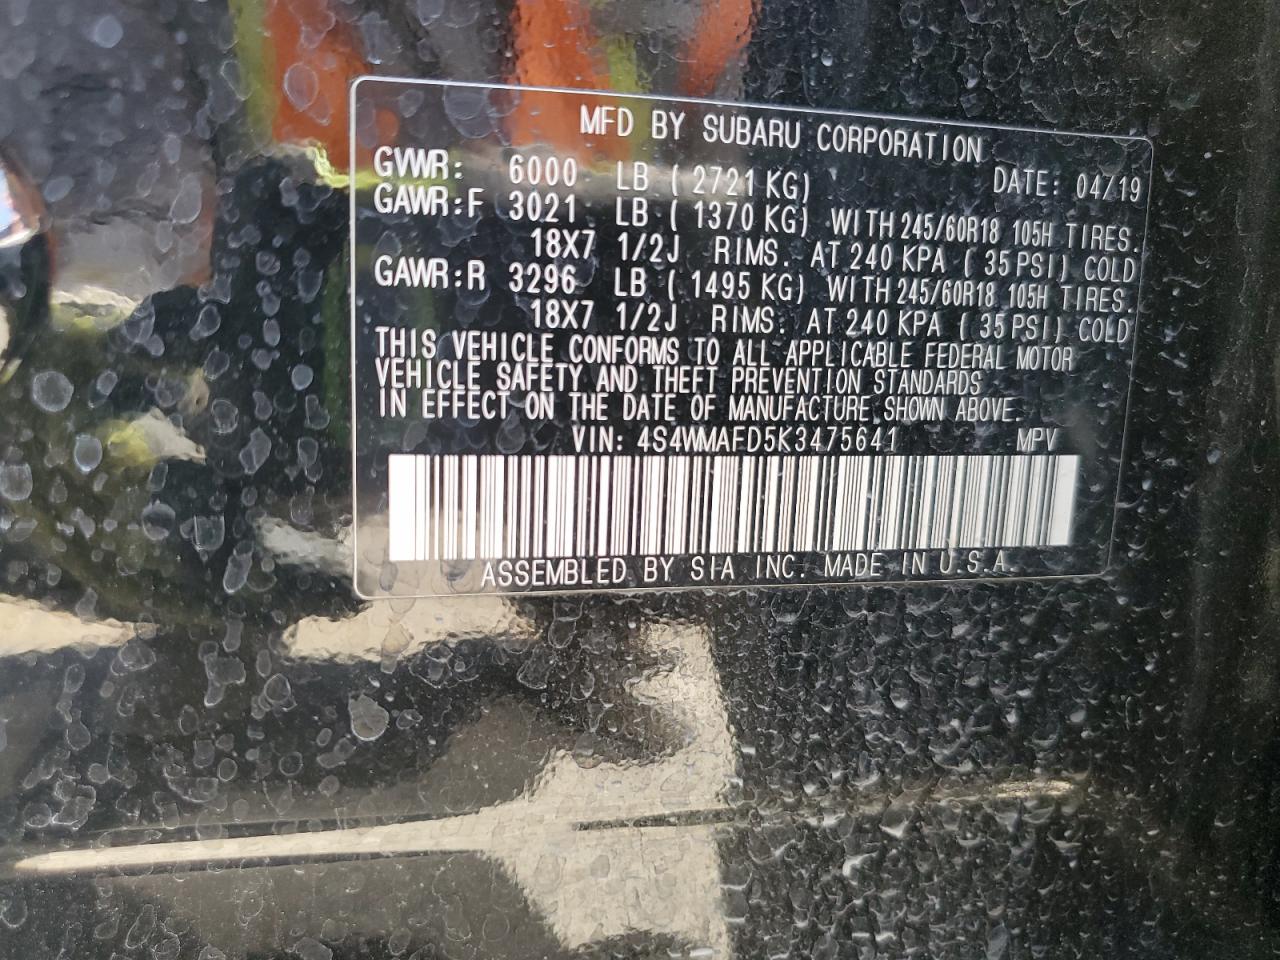 MFD BY SUBARU CORPORATION
GVWR: 6000 LB ( 2721 KG) DATE: 04/19
GAWR:F 3021 LB ( 1370 KG) WITH 245/60R18 105H TIRES.
18X7 1/2J RIMS. AT 240 KPA ( 35 PSI) COLD
GAWR:R 3296 LB ( 1495 KG) WITH 245/60R18 105H TIRES.
18X7 1/2J RIMS. AT 240 KPA ( 35 PSI) COLD
THIS VEHICLE CONFORMS TO ALL APPLICABLE FEDERAL MOTOR
VEHICLE SAFETY AND THEFT PREVENTION STANDARDS
IN EFFECT ON THE DATE OF MANUFACTURE SHOWN ABOVE.
VIN: 4S4WMAFD5K3475641 MPV
ASSEMBLED BY SIA INC. MADE IN U.S.A.